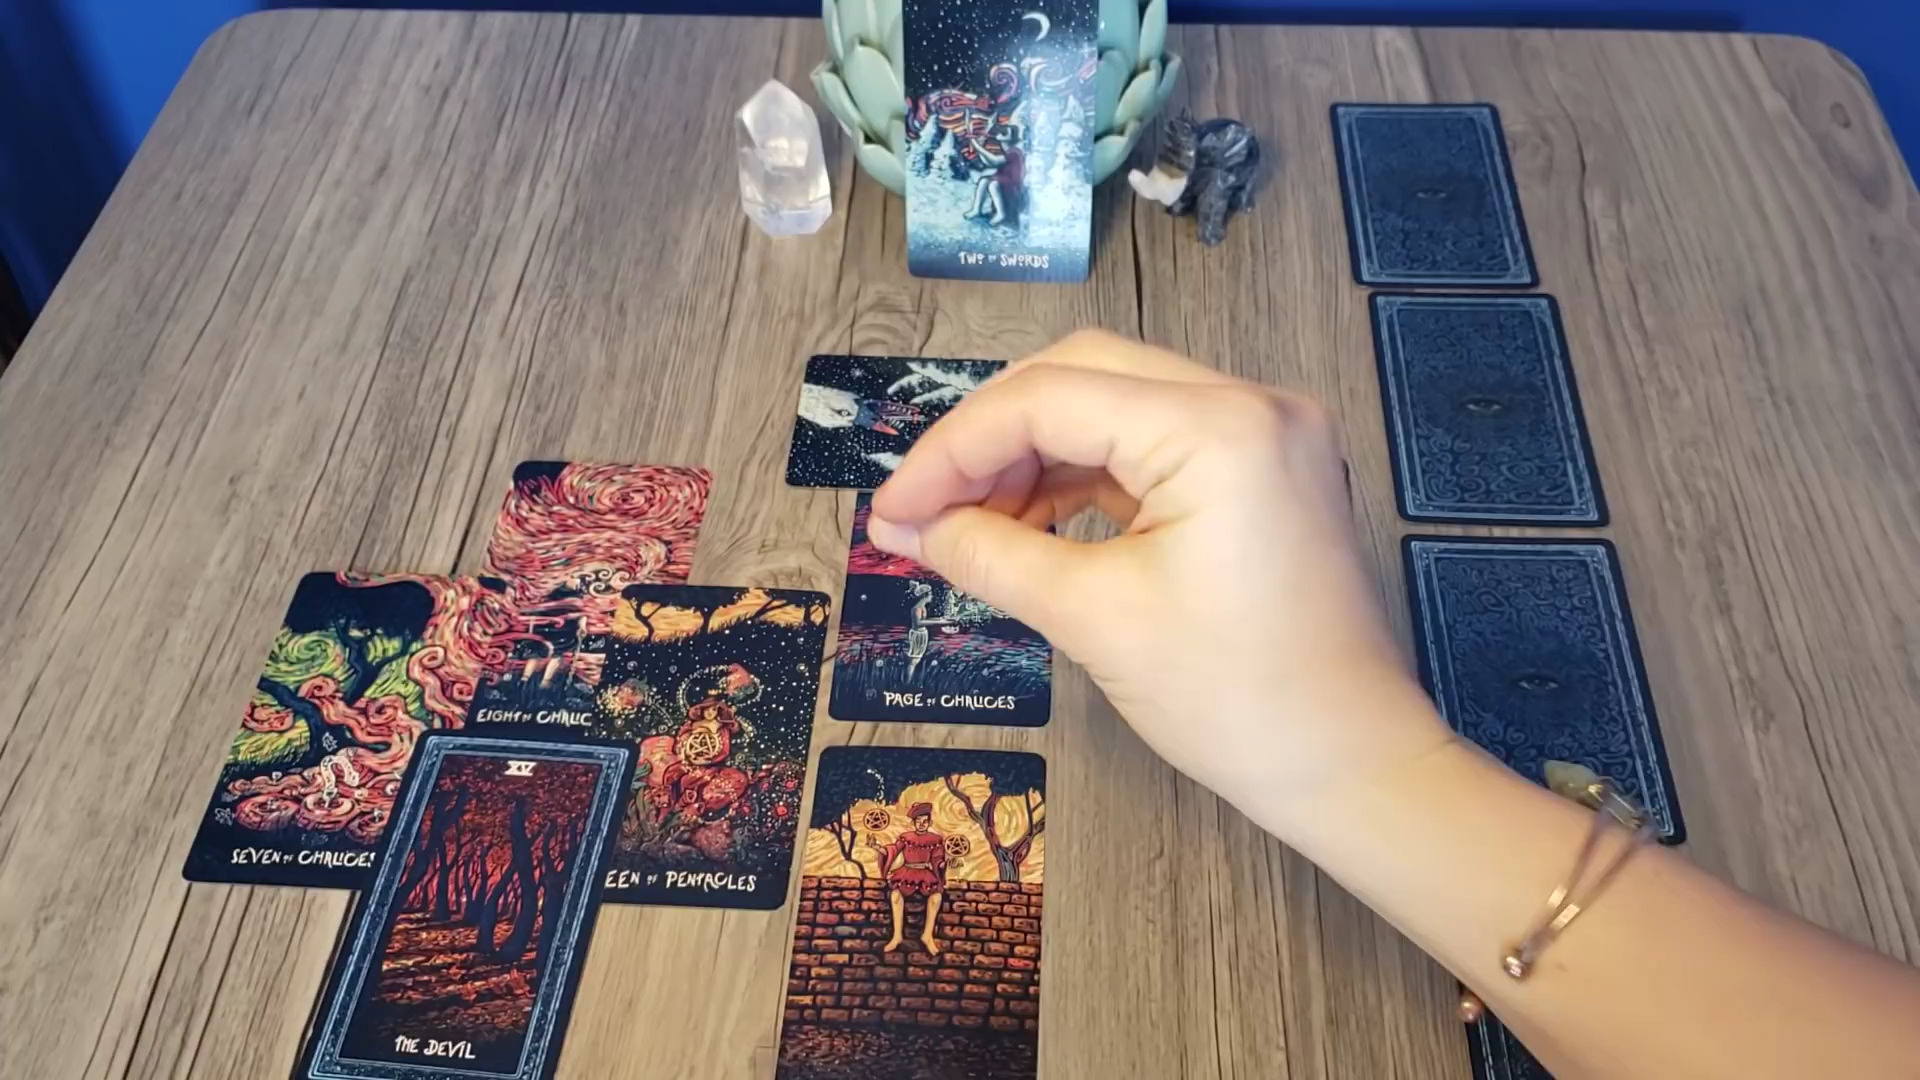 TWO OF SWORDS
PAGE OF CHALICES
EIGHT OF CHALIC
SEVEN OF CHALICES
EEN OF PENTACLES
XV
THE DEVIL